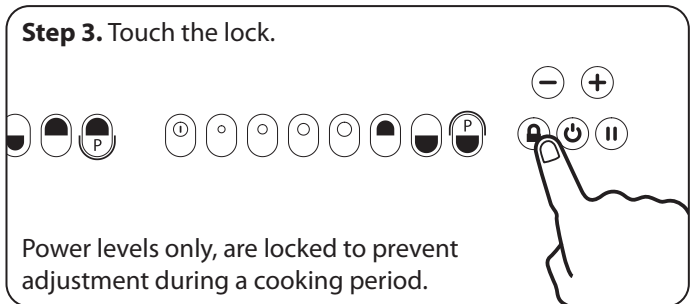 Step 3. Touch the lock.
P
P
Power levels only, are locked to prevent
adjustment during a cooking period.